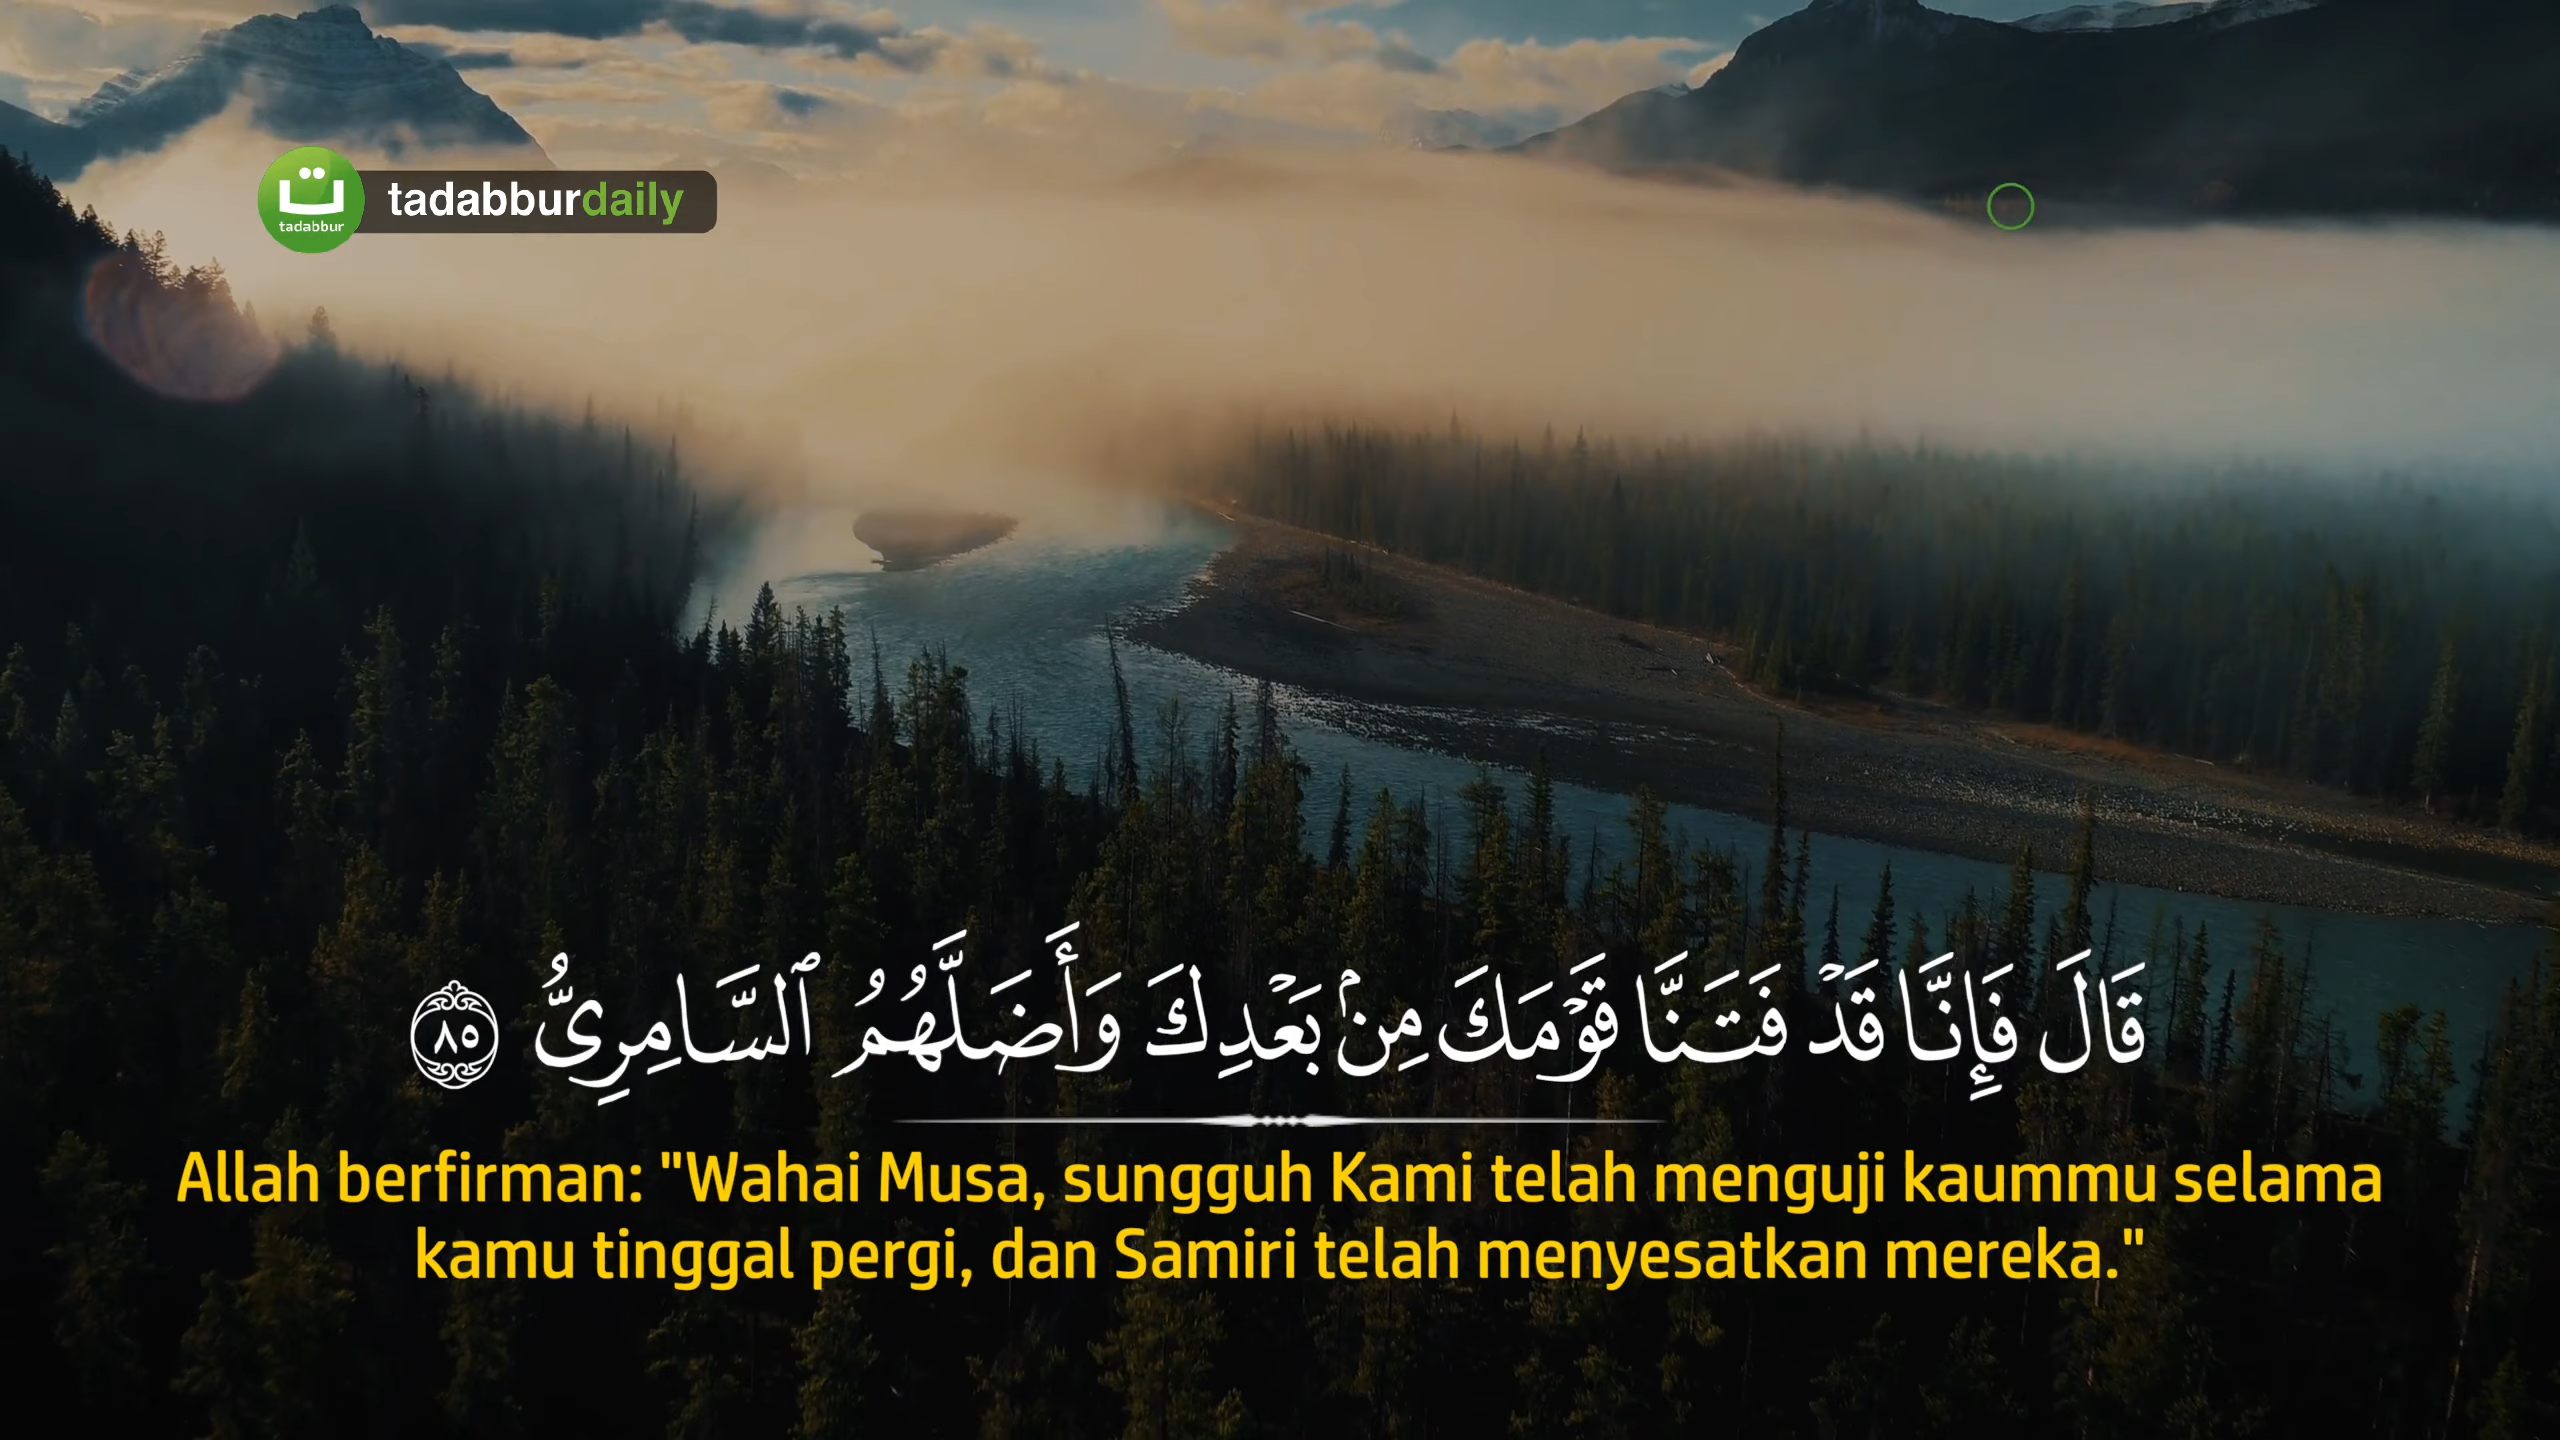 ت
tadabbur
tadabburdaily
قَالَ فَإِنَّا قَدۡ فَتَنَّا قَوۡمَكَ مِنۢ بَعۡدِكَ وَأَضَلَّهُمُ ٱلسَّامِرِيُّ ٨٥
Allah berfirman: "Wahai Musa, sungguh Kami telah menguji kaummu selama
kamu tinggal pergi, dan Samiri telah menyesatkan mereka."